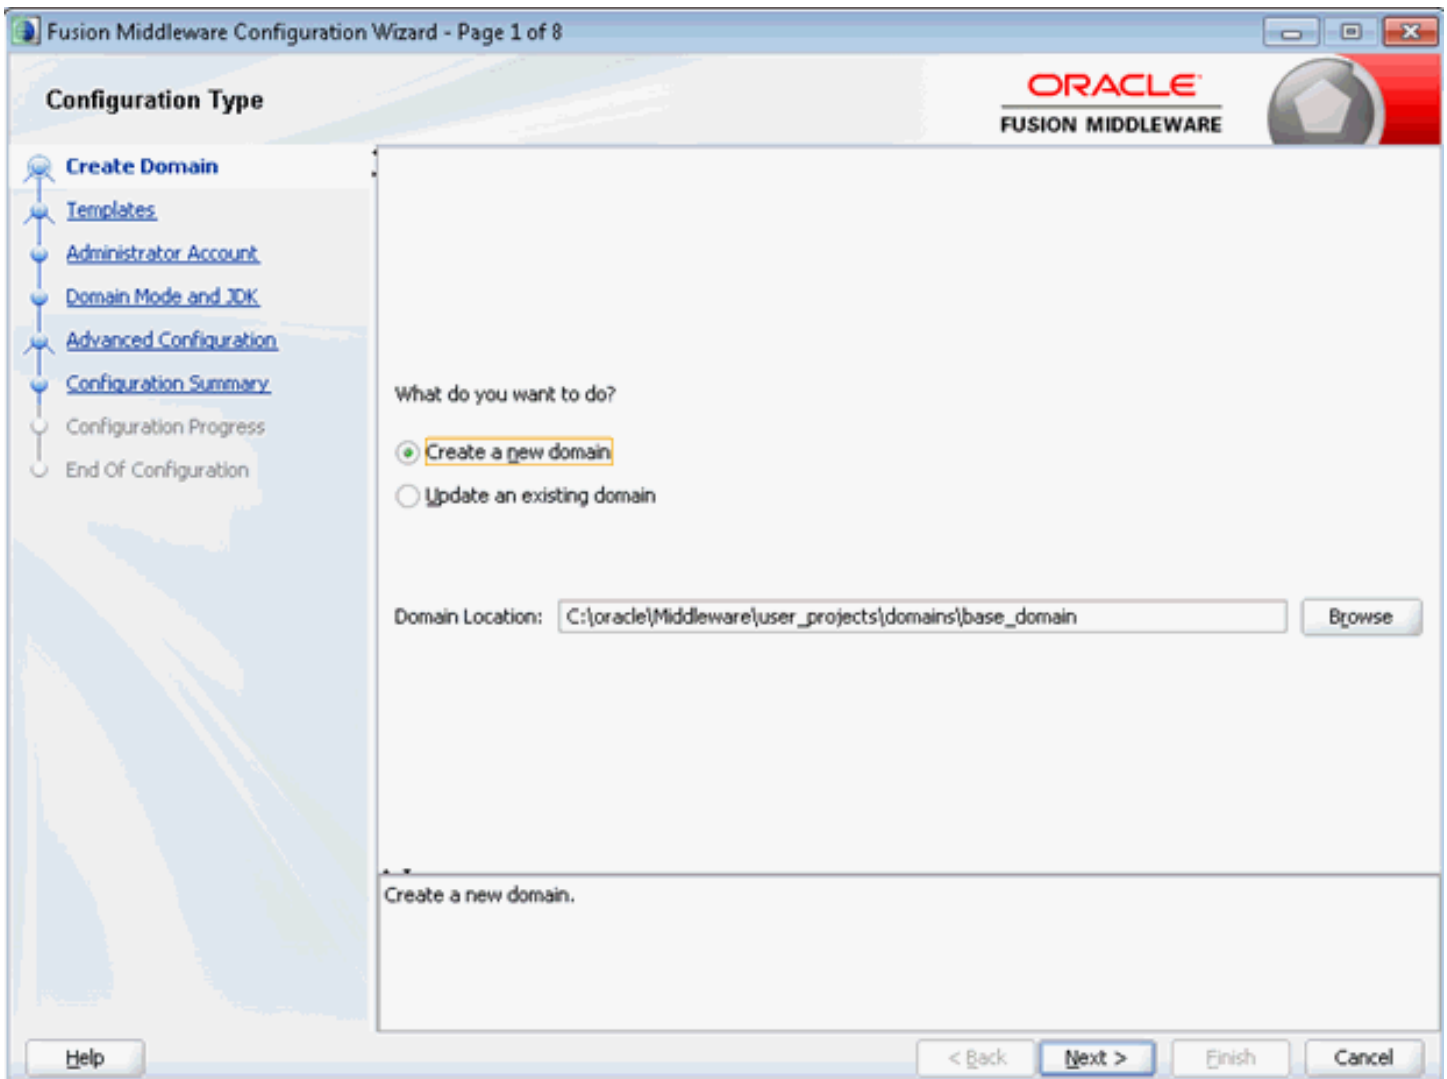 Fusion Middleware Configuration Wizard - Page 1 of 8
Configuration Type
ORACLE
FUSION MIDDLEWARE
Create Domain
Templates
Administrator Account
Domain Mode and JDK
Advanced Configuration
Configuration Summary
Configuration Progress
End Of Configuration
What do you want to do?
Create a new domain
Update an existing domain
Domain Location: C:\oracle\Middleware\user_projects\domains\base_domain Browse
Create a new domain.
Help < Back Next > Finish Cancel